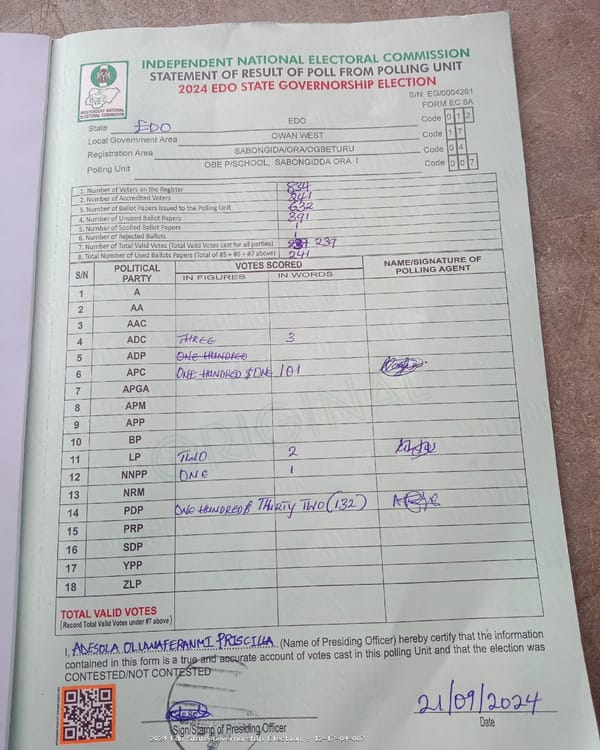 INDEPENDENT NATIONAL ELECTORAL COMMISSION
STATEMENT OF RESULT OF POLL FROM POLLING UNIT
2024 EDO STATE GOVERNORSHIP ELECTION
INEC
INDEPENDENT NATIONAL ELECTORAL COMMISSION
S/N: EG/0004261
FORM EC 8A
State EDO EDO Code 0 1 2
Local Government Area OWAN WEST Code 1 7
Registration Area SABONGIDA/ORA/OGBETURU Code 0 4
Polling Unit OBE P/SCHOOL, SABONGIDDA ORA I Code 0 0 7
1. Number of Voters on the Register 834
2. Number of Accredited Voters 241
3. Number of Ballot Papers Issued to the Polling Unit 632
4. Number of Unused Ballot Papers 391
5. Number of Spoiled Ballot Papers 1
6. Number of Rejected Ballots 1
7. Number of Total Valid Votes (Total Valid Votes cast for all parties) 239
8. Total Number of Used Ballots Papers (Total of #5 + #6 + #7 above) 241
S/N POLITICAL PARTY VOTES SCORED NAME/SIGNATURE OF POLLING AGENT
IN FIGURES IN WORDS
1 A
2 AA
3 AAC
4 ADC THREE 3
5 ADP ONE HUNDRED
6 APC ONE HUNDRED & ONE 101
7 APGA
8 APM
9 APP
10 BP
11 LP TWO 2
12 NNPP ONE 1
13 NRM
14 PDP ONE HUNDRED & THIRTY TWO (132)
15 PRP
16 SDP
17 YPP
18 ZLP
ORIGINAL
TOTAL VALID VOTES
(Record Total Valid Votes under #7 above)
I, ADESOLA OLUWAFERANMI PRISCILLA (Name of Presiding Officer) hereby certify that the information
contained in this form is a true and accurate account of votes cast in this polling Unit and that the election was
CONTESTED/NOT CONTESTED
21/09/2024
Sign/Stamp of Presiding Officer Date
2024 Edo State Governorship Election : 12-17-04-007